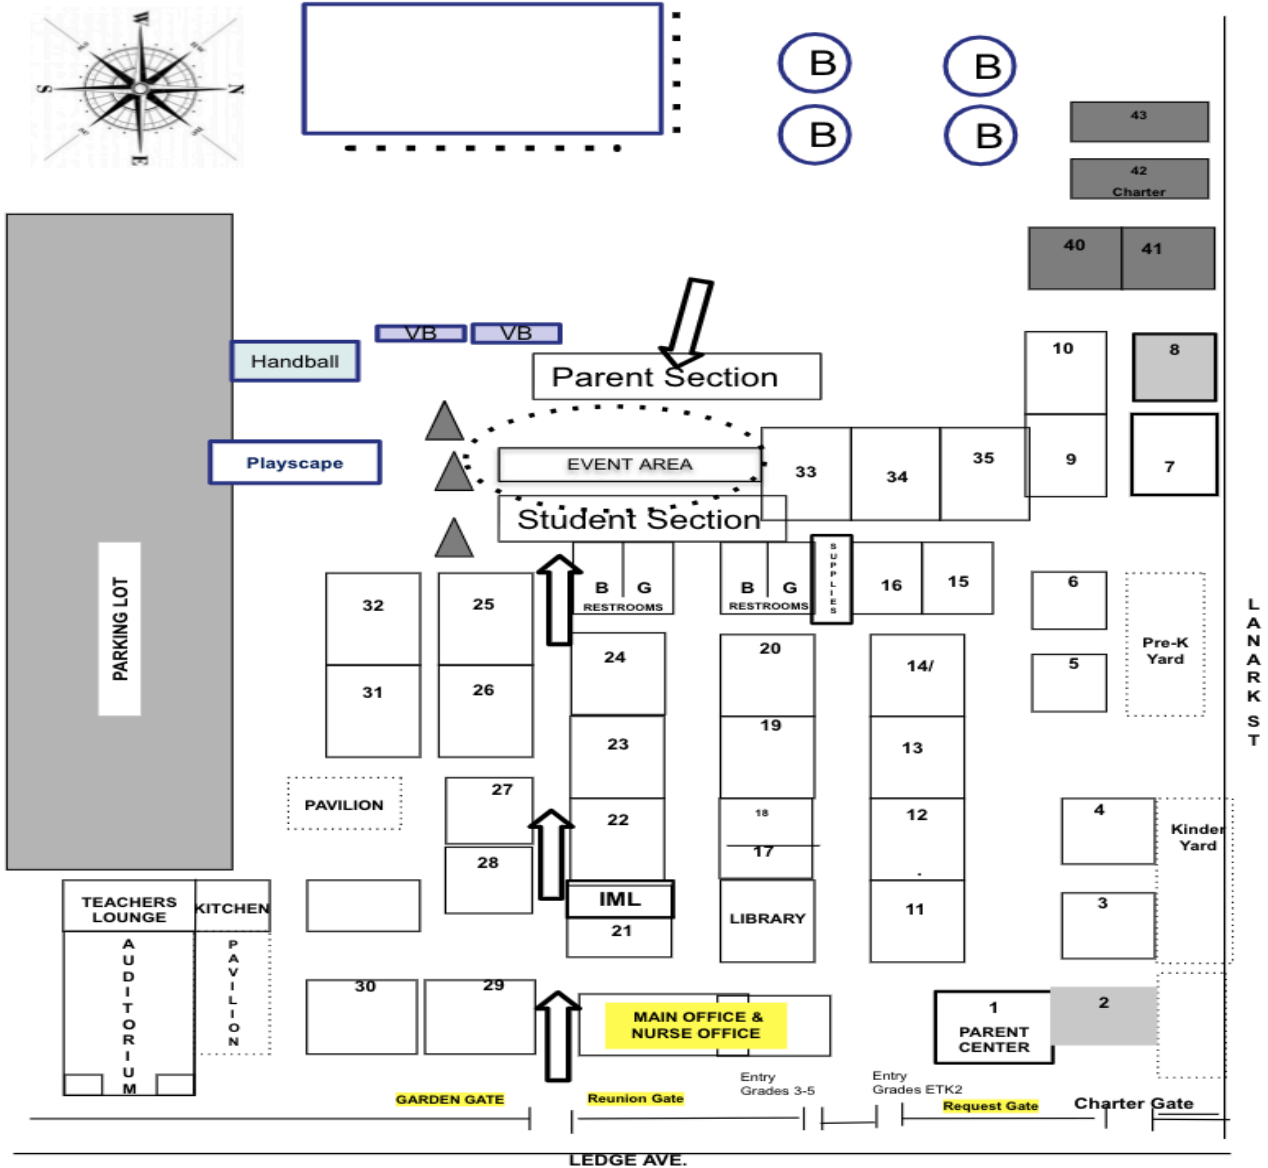 W
N
S
E
B
B
B
B
43
42
Charter
40
41
VB
VB
Handball
Parent Section
10
8
Playscape
EVENT AREA
33
34
35
9
7
Student Section
SUPPLIES
B
G
RESTROOMS
B
G
RESTROOMS
16
15
6
5
Pre-K
Yard
LANARK ST
PARKING LOT
32
25
31
26
24
20
14/
23
19
13
PAVILION
27
28
22
18
17
12
.
4
3
Kinder
Yard
TEACHERS
LOUNGE
KITCHEN
IML
21
LIBRARY
11
AUDITORIUM
PAVILION
30
29
MAIN OFFICE &
NURSE OFFICE
1
PARENT
CENTER
2
Entry
Grades 3-5
Entry
Grades ETK2
GARDEN GATE
Reunion Gate
Request Gate
Charter Gate
LEDGE AVE.